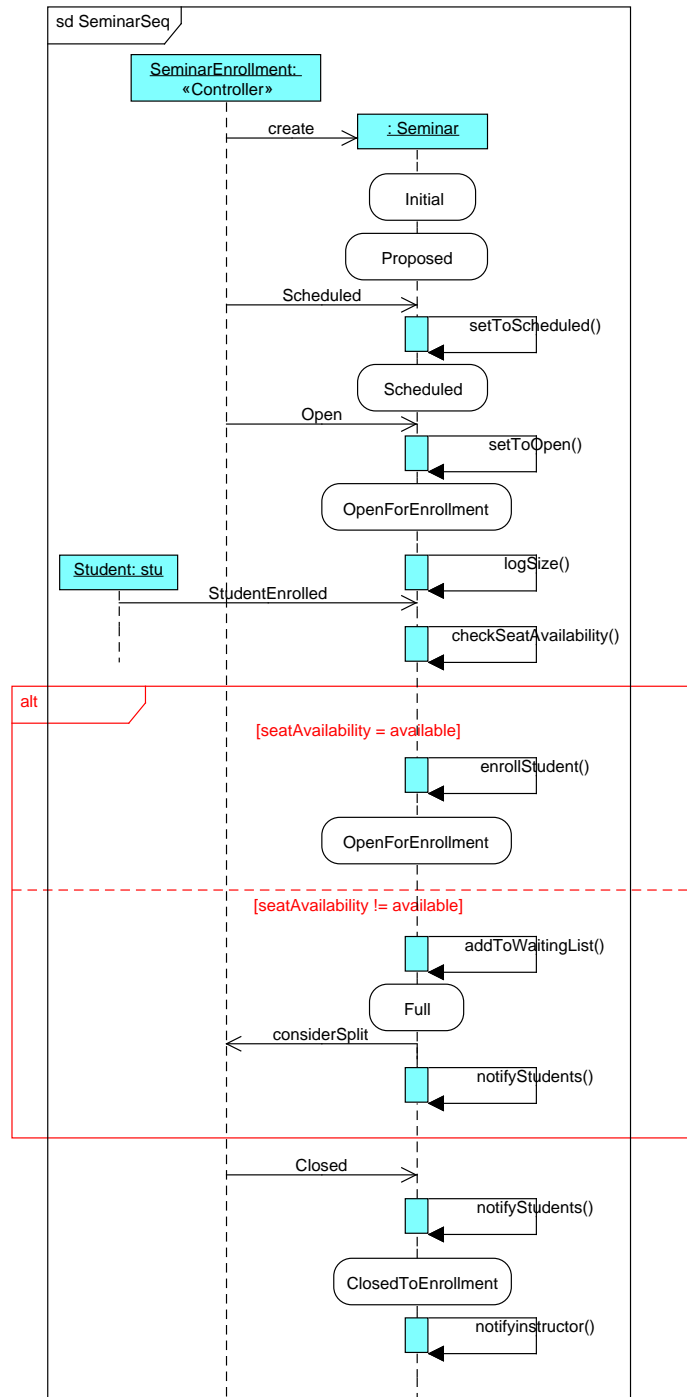 sd SeminarSeq
SeminarEnrollment:
«Controller»
create
: Seminar
Initial
Proposed
Scheduled
setToScheduled()
Scheduled
Open
setToOpen()
OpenForEnrollment
Student: stu
logSize()
StudentEnrolled
checkSeatAvailability()
alt
[seatAvailability = available]
enrollStudent()
OpenForEnrollment
[seatAvailability != available]
addToWaitingList()
Full
considerSplit
notifyStudents()
Closed
notifyStudents()
ClosedToEnrollment
notifyinstructor()